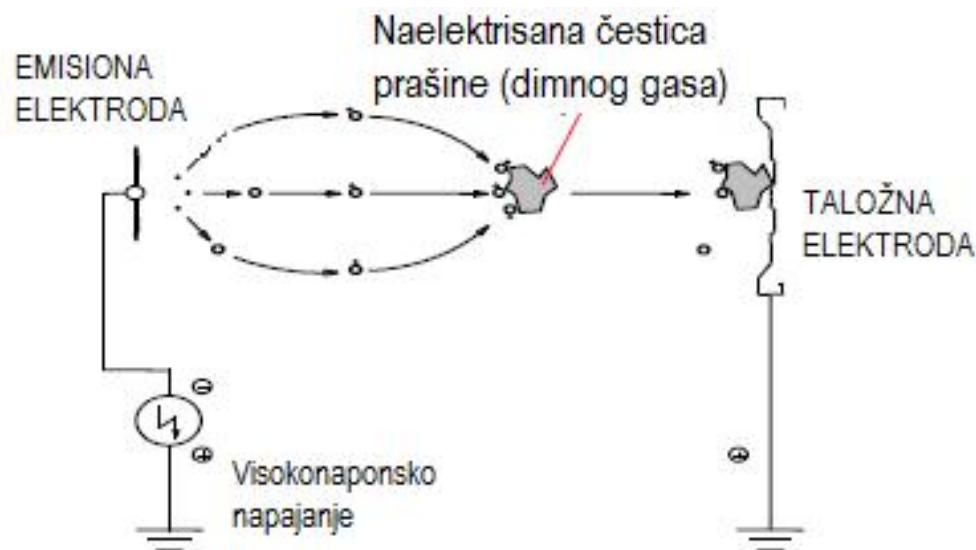 Naelektrisana čestica
prašine (dimnog gasa)
EMISIONA
ELEKTRODA
TALOŽNA
ELEKTRODA
Visokonaponsko
napajanje